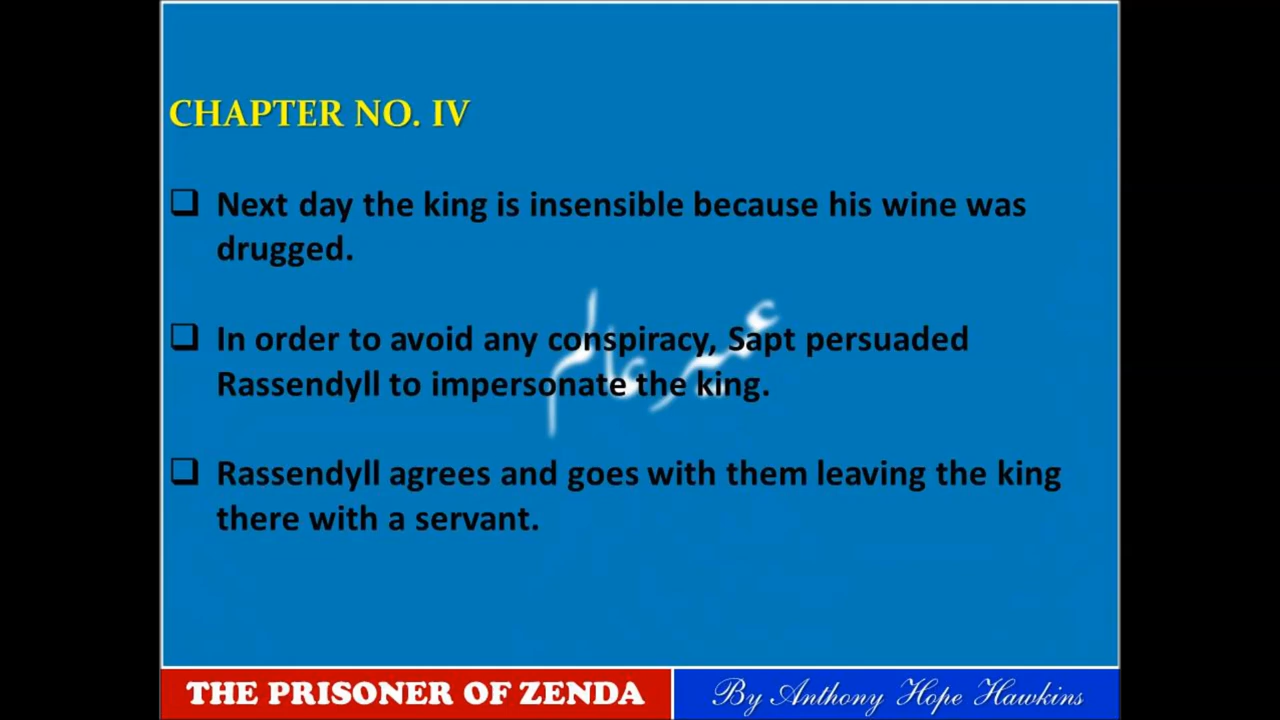 CHAPTER NO. IV
Next day the king is insensible because his wine was
drugged.
In order to avoid any conspiracy, Sapt persuaded
Rassendyll to impersonate the king.
Rassendyll agrees and goes with them leaving the king
there with a servant.
THE PRISONER OF ZENDA
By Anthony Hope Hawkins